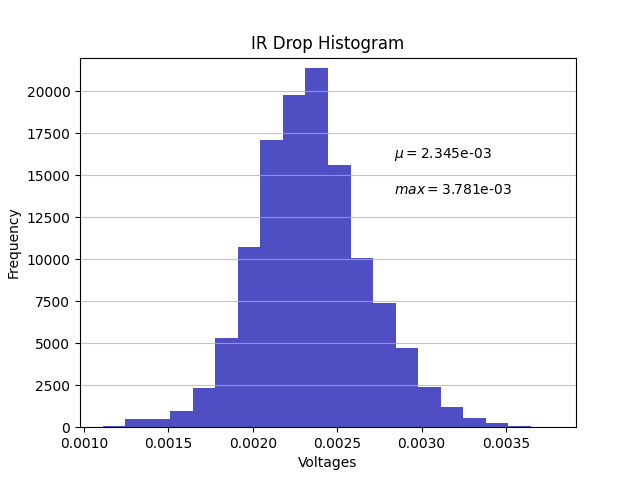 IR Drop Histogram
20000
17500
15000
12500
10000
7500
5000
2500
0
Frequency
μ = 2.345e-03
max = 3.781e-03
0.0010 0.0015 0.0020 0.0025 0.0030 0.0035
Voltages